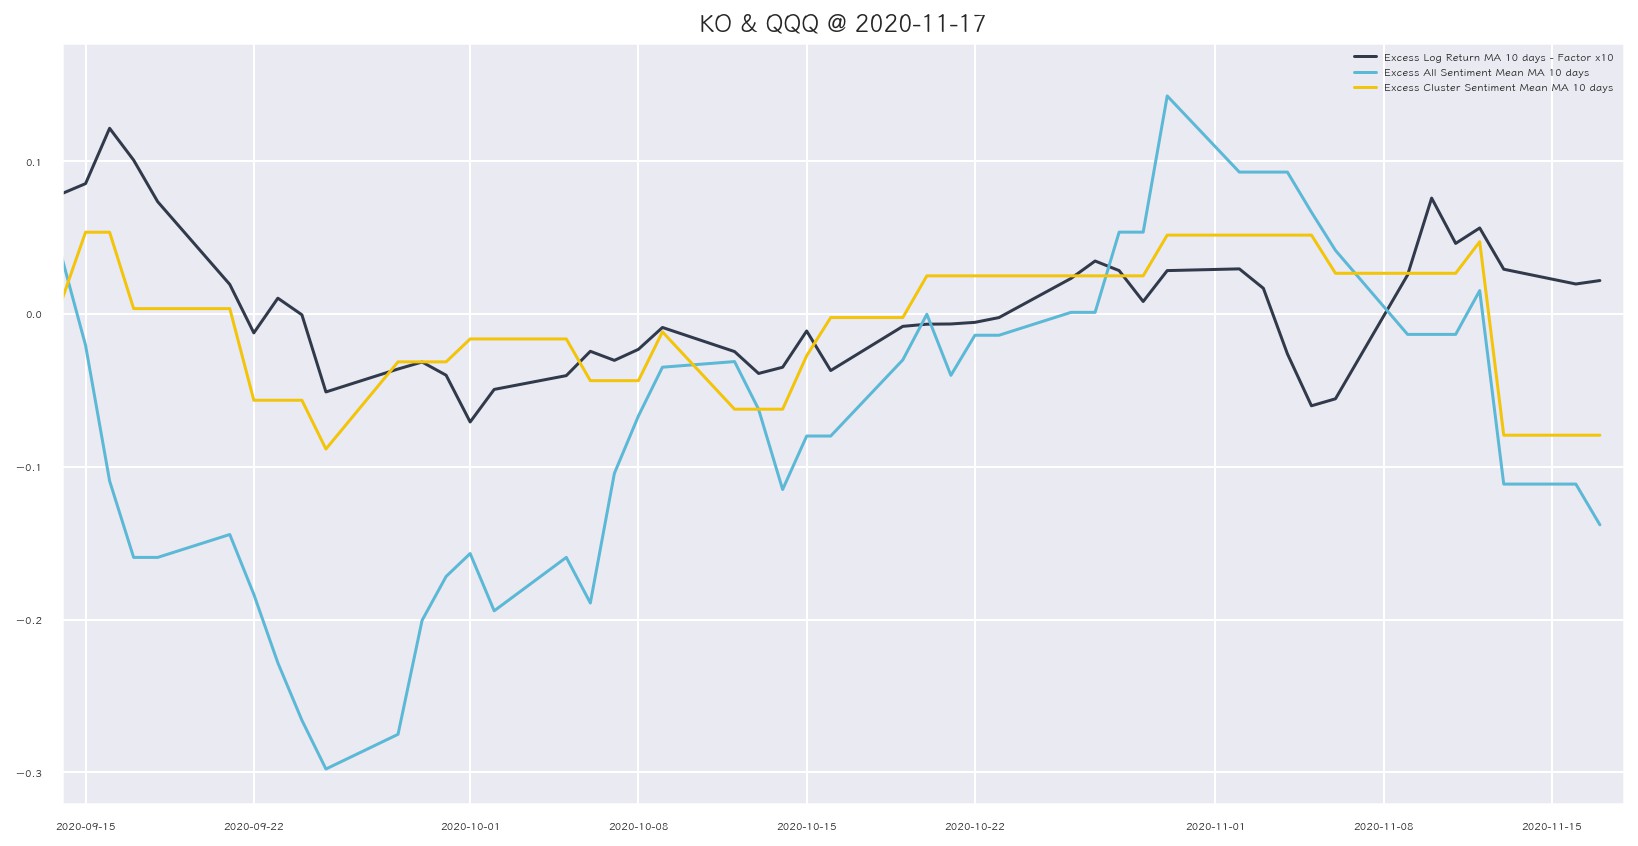 KO & QQQ @ 2020-11-17
Excess Log Return MA 10 days - Factor x10
Excess All Sentiment Mean MA 10 days
Excess Cluster Sentiment Mean MA 10 days
0.1
0.0
−0.1
−0.2
−0.3
2020-09-15 2020-09-22 2020-10-01 2020-10-08 2020-10-15 2020-10-22 2020-11-01 2020-11-08 2020-11-15